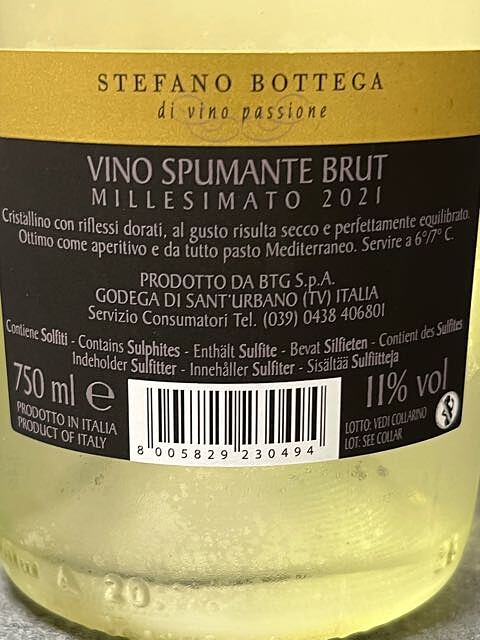 STEFANO BOTTEGA
di vino passione
VINO SPUMANTE BRUT
MILLESIMATO 2021
Cristallino con riflessi dorati, al gusto risulta secco e perfettamente equilibrato.
Ottimo come aperitivo e da tutto pasto Mediterraneo. Servire a 6°/7° C.
PRODOTTO DA BTG S.p.A.
GODEGA DI SANT'URBANO (TV) ITALIA
Servizio Consumatori Tel. (039) 0438 406801
Contiene Solfiti - Contains Sulphites - Enthält Sulfite - Bevat Silfieten - Contient des Sulfites
Indeholder Sulfitter - Innehåller Sulfiter - Sisältää Sulfiitteja
750 ml e
11% vol
PRODOTTO IN ITALIA
PRODUCT OF ITALY
LOTTO: VEDI COLLARINO
LOT: SEE COLLAR
8 005829 230494
20